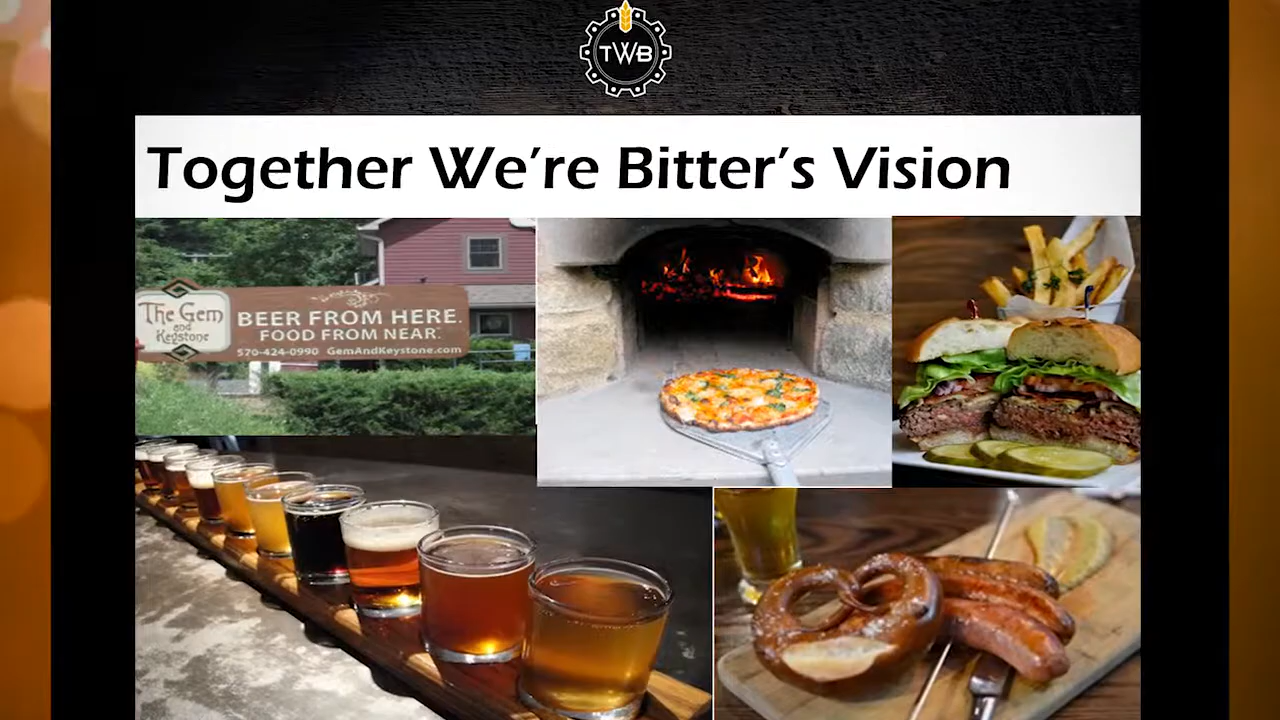 TWB
Together We're Bitter's Vision
The Gem
and
Keystone
BEER FROM HERE.
FOOD FROM NEAR.
570-424-0990 GemAndKeystone.com